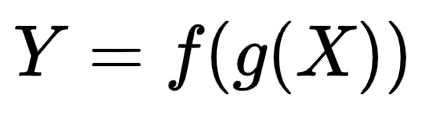 Y = f(g(X))